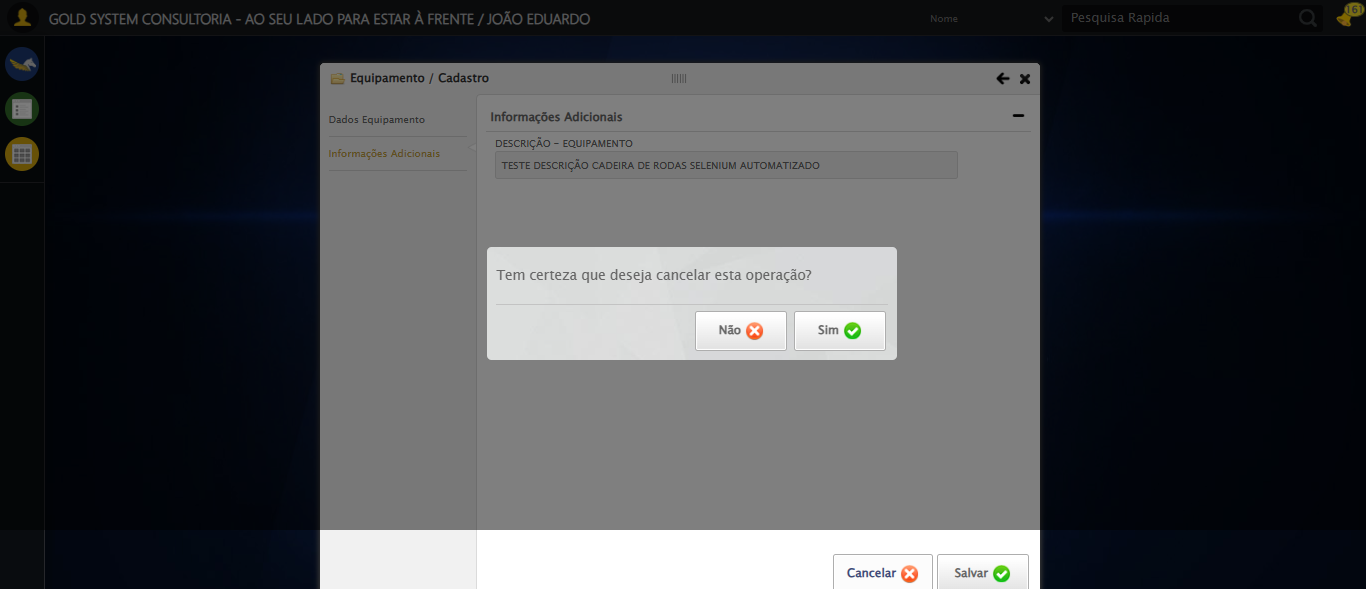 GOLD SYSTEM CONSULTORIA - AO SEU LADO PARA ESTAR À FRENTE / JOÃO EDUARDO
Nome
Pesquisa Rapida
161
Equipamento / Cadastro
Dados Equipamento
Informações Adicionais
Informações Adicionais
DESCRIÇÃO - EQUIPAMENTO
TESTE DESCRIÇÃO CADEIRA DE RODAS SELENIUM AUTOMATIZADO
Tem certeza que deseja cancelar esta operação?
Não
Sim
Cancelar
Salvar